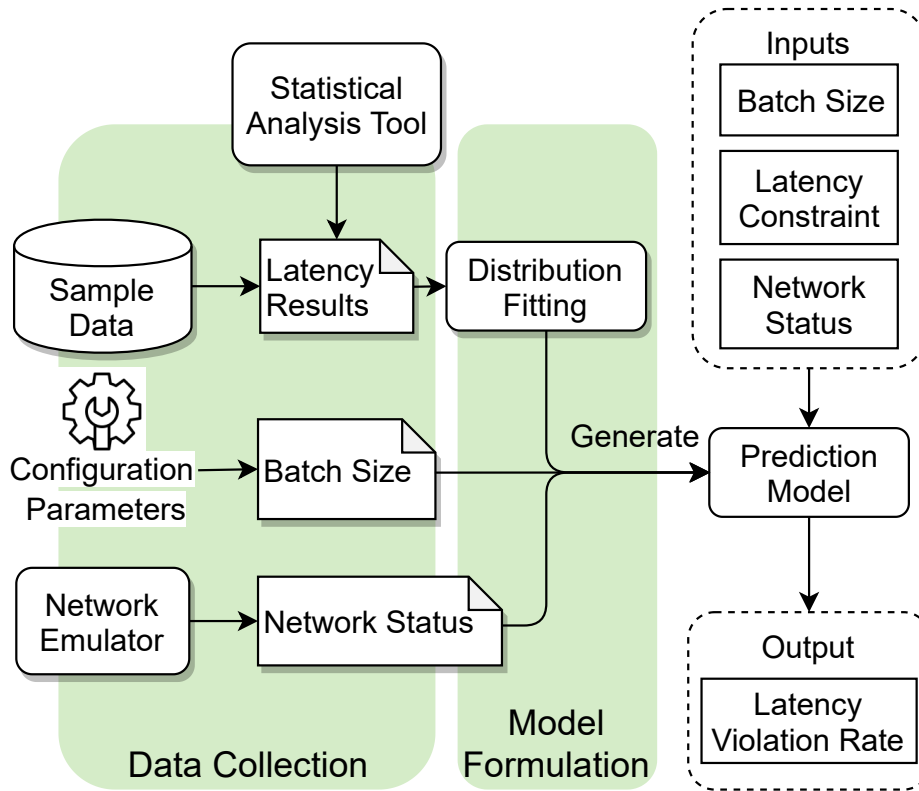 Statistical
Analysis Tool
Sample
Data
Latency
Results
Distribution
Fitting
Configuration
Parameters
Batch Size
Generate
Network
Emulator
Network Status
Data Collection
Model
Formulation
Inputs
Batch Size
Latency
Constraint
Network
Status
Prediction
Model
Output
Latency
Violation Rate